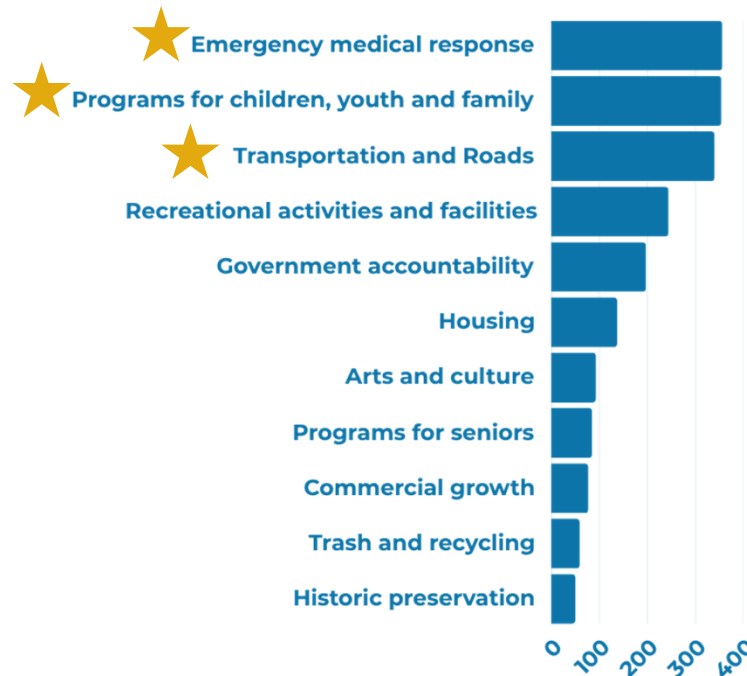 Emergency medical response
Programs for children, youth and family
Transportation and Roads
Recreational activities and facilities
Government accountability
Housing
Arts and culture
Programs for seniors
Commercial growth
Trash and recycling
Historic preservation
0 100 200 300 400